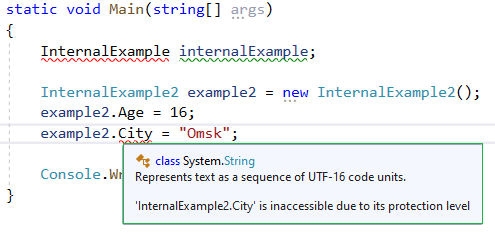 static void Main(string[] args)
{
InternalExample internalExample;
InternalExample2 example2 = new InternalExample2();
example2.Age = 16;
example2.City = "Omsk";
class System.String
Represents text as a sequence of UTF-16 code units.
'InternalExample2.City' is inaccessible due to its protection level
Console.Wr
}